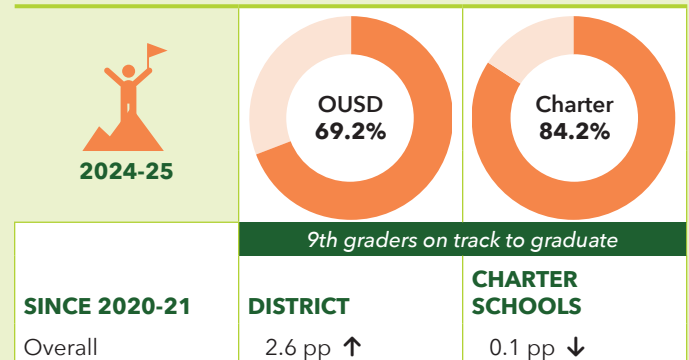 OUSD
69.2%
Charter
84.2%
2024-25
9th graders on track to graduate
SINCE 2020-21
DISTRICT
CHARTER
SCHOOLS
Overall
2.6 pp ↑
0.1 pp ↓